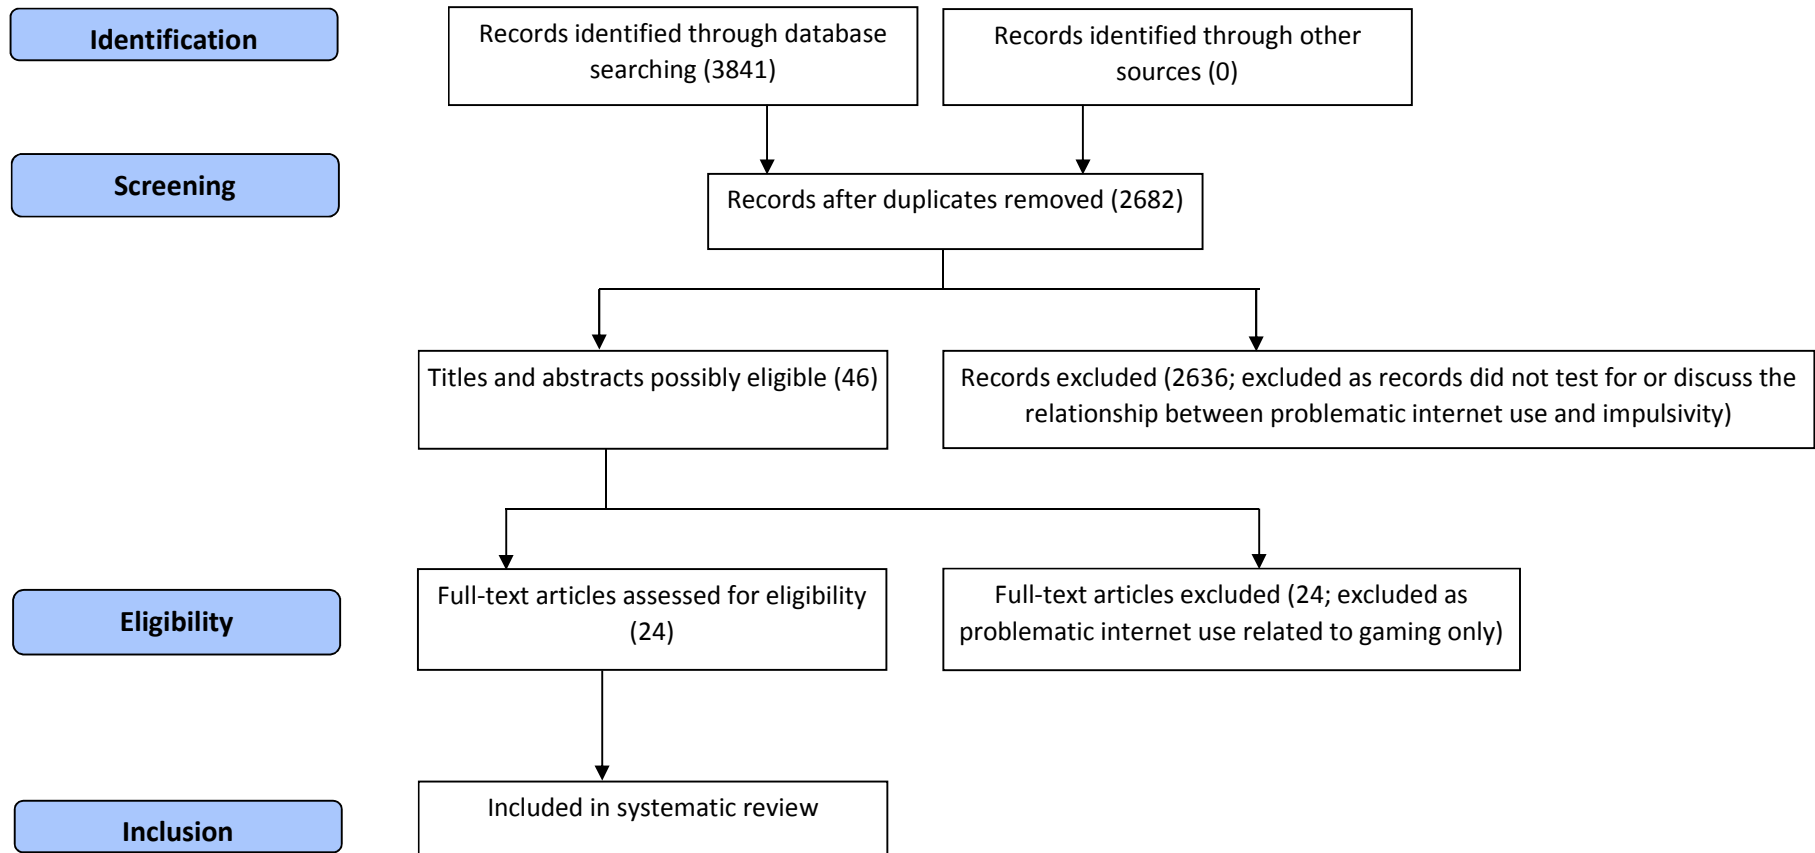 Identification
Records identified through database
searching (3841)
Records identified through other
sources (0)
Screening
Records after duplicates removed (2682)
Titles and abstracts possibly eligible (46)
Records excluded (2636; excluded as records did not test for or discuss the
relationship between problematic internet use and impulsivity)
Eligibility
Full-text articles assessed for eligibility
(24)
Full-text articles excluded (24; excluded as
problematic internet use related to gaming only)
Inclusion
Included in systematic review